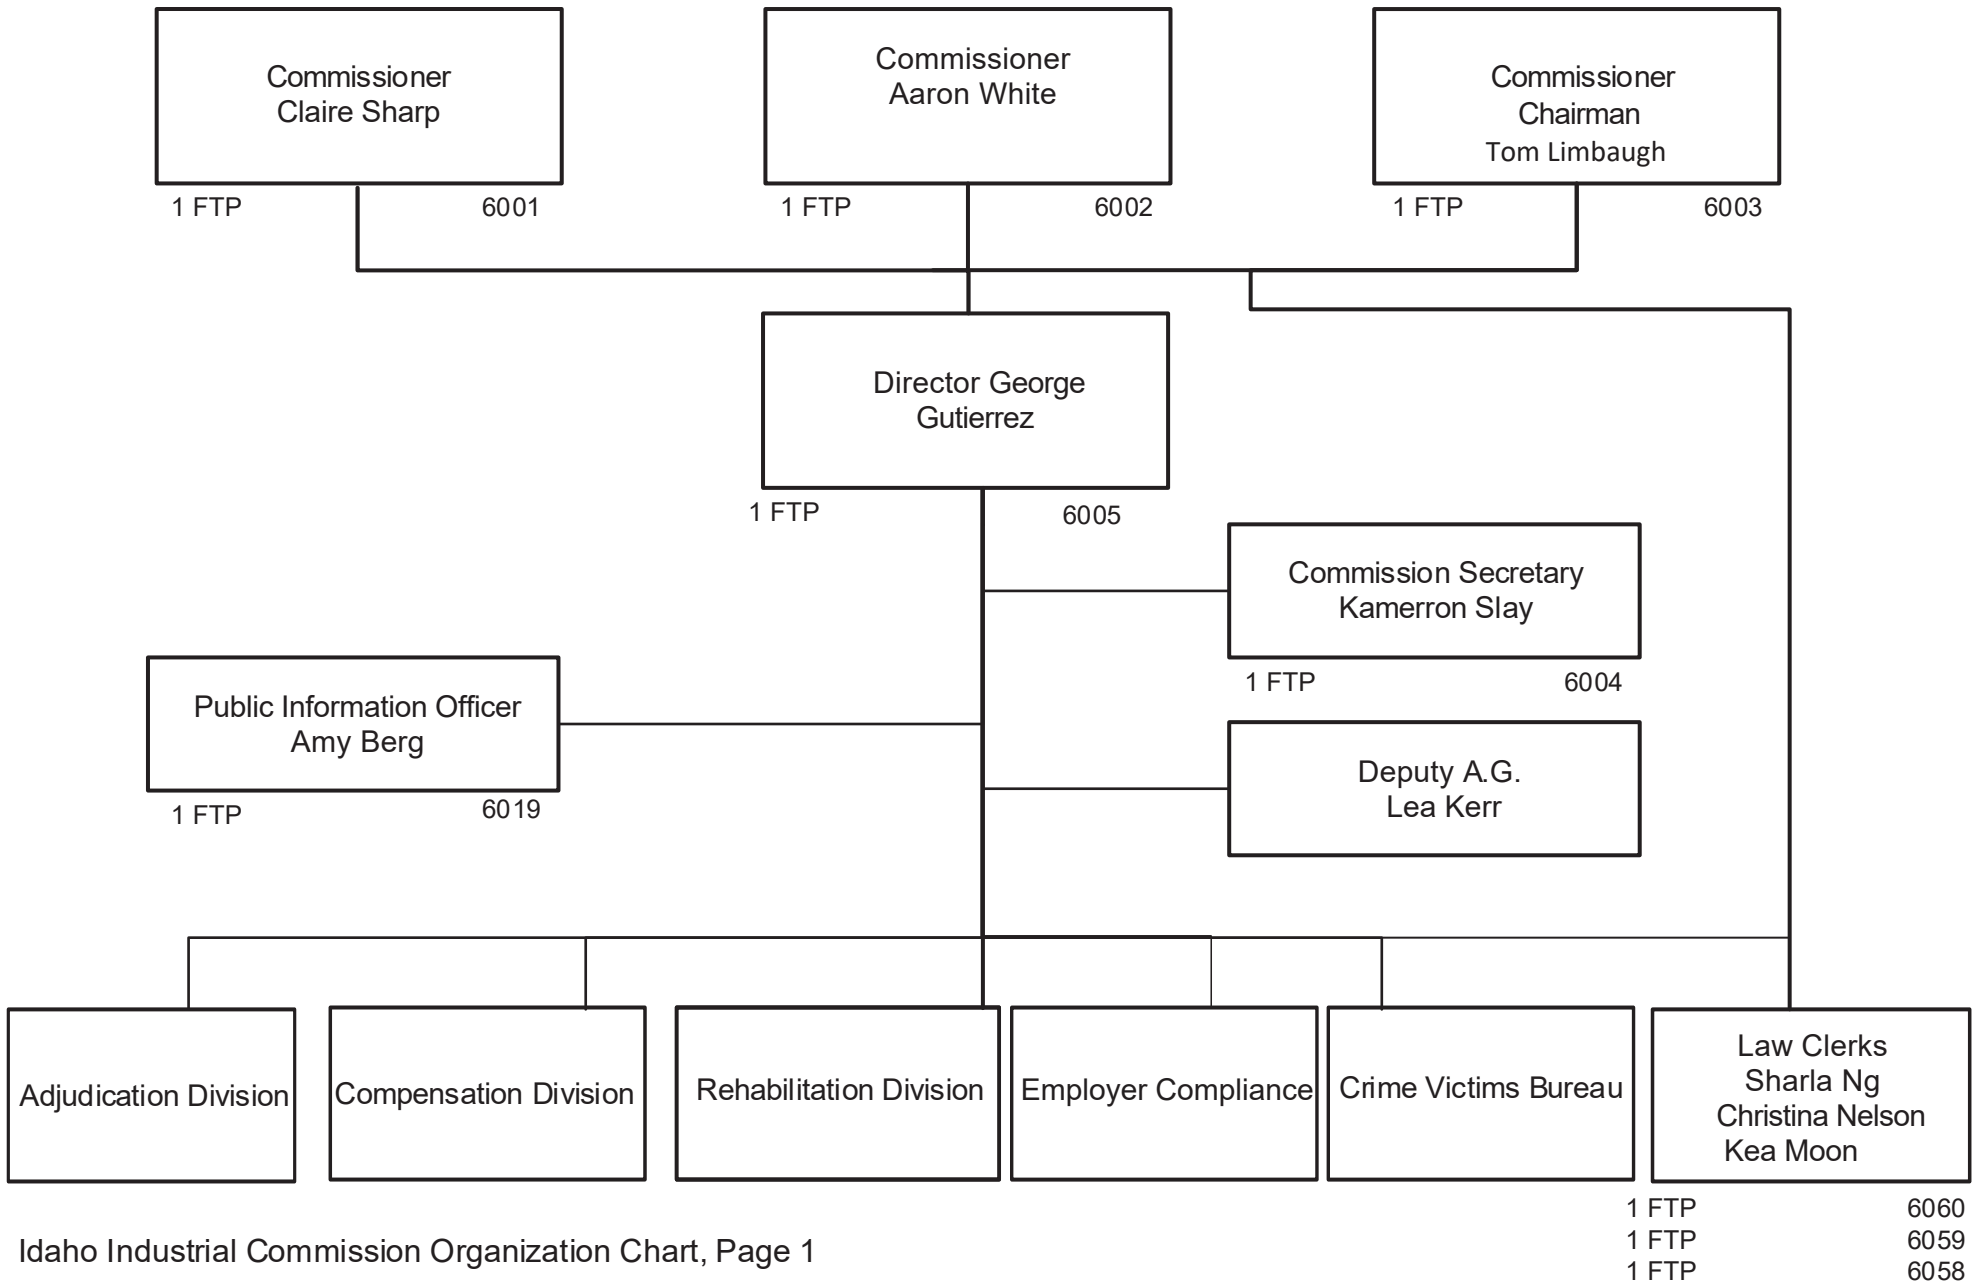 Commissioner
Claire Sharp
1 FTP 6001
Commissioner
Aaron White
1 FTP 6002
Commissioner
Chairman
Tom Limbaugh
1 FTP 6003
Director George
Gutierrez
1 FTP 6005
Commission Secretary
Kamerron Slay
1 FTP 6004
Public Information Officer
Amy Berg
1 FTP 6019
Deputy A.G.
Lea Kerr
Adjudication Division
Compensation Division
Rehabilitation Division
Employer Compliance
Crime Victims Bureau
Law Clerks
Sharla Ng
Christina Nelson
Kea Moon
1 FTP 6060
1 FTP 6059
1 FTP 6058
Idaho Industrial Commission Organization Chart, Page 1